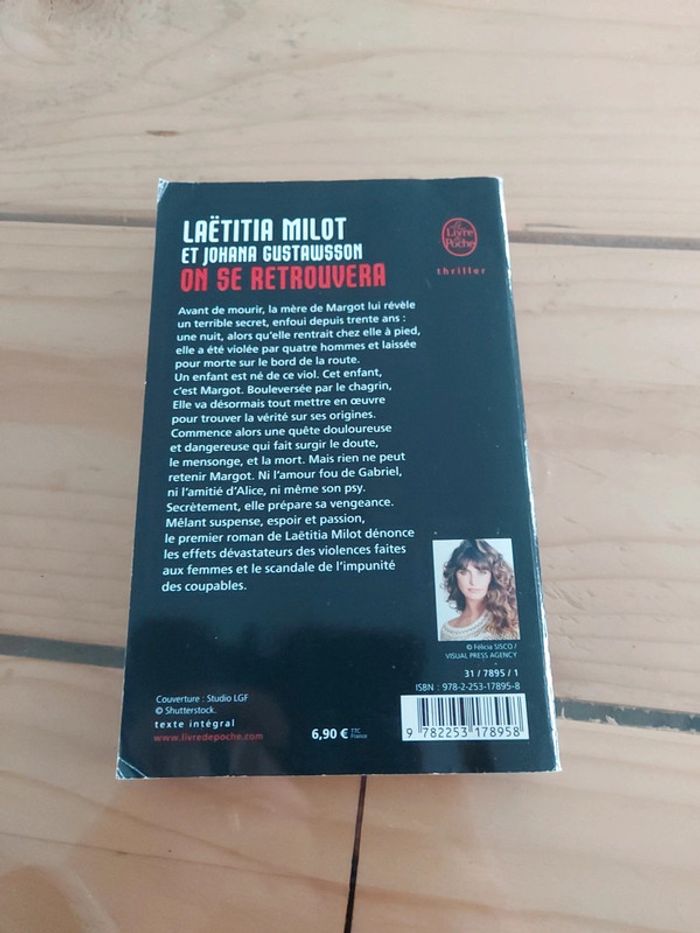 LAËTITIA MILOT
ET JOHANA GUSTAWSSON
ON SE RETROUVERA
Le Livre de Poche
thriller
Avant de mourir, la mère de Margot lui révèle
un terrible secret, enfoui depuis trente ans :
une nuit, alors qu'elle rentrait chez elle à pied,
elle a été violée par quatre hommes et laissée
pour morte sur le bord de la route.
Un enfant est né de ce viol. Cet enfant,
c'est Margot. Bouleversée par le chagrin,
Elle va désormais tout mettre en œuvre
pour trouver la vérité sur ses origines.
Commence alors une quête douloureuse
et dangereuse qui fait surgir le doute,
le mensonge, et la mort. Mais rien ne peut
retenir Margot. Ni l'amour fou de Gabriel,
ni l'amitié d'Alice, ni même son psy.
Secrètement, elle prépare sa vengeance.
Mêlant suspense, espoir et passion,
le premier roman de Laëtitia Milot dénonce
les effets dévastateurs des violences faites
aux femmes et le scandale de l'impunité
des coupables.
© Félicia SISCO /
VISUAL PRESS AGENCY
31 / 7895 / 1
ISBN : 978-2-253-17895-8
Couverture : Studio LGF
© Shutterstock.
texte intégral
www.livredepoche.com
6,90 € TTC France
9 782253 178958